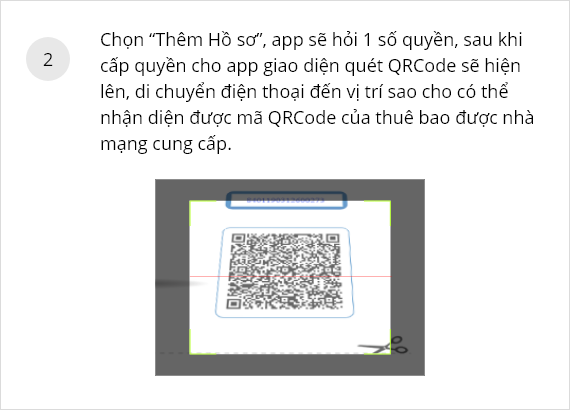 2
Chọn “Thêm Hồ sơ”, app sẽ hỏi 1 số quyền, sau khi
cấp quyền cho app giao diện quét QRCode sẽ hiện
lên, di chuyển điện thoại đến vị trí sao cho có thể
nhận diện được mã QRCode của thuê bao được nhà
mạng cung cấp.